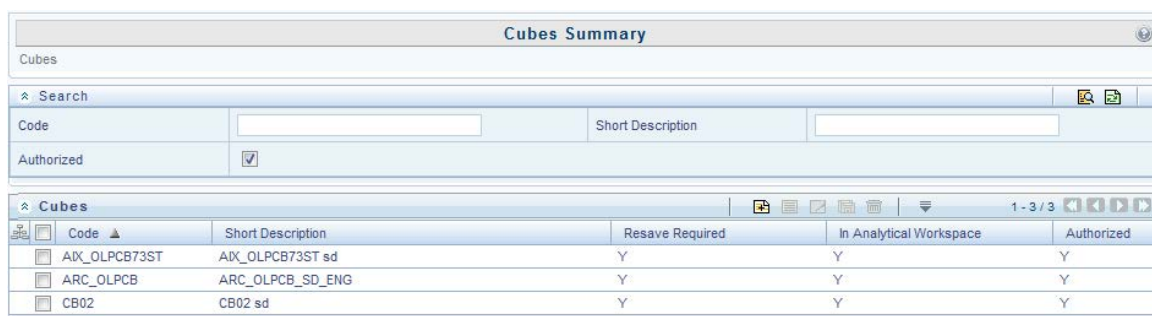 Cubes Summary
Cubes
Search
Code Short Description
Authorized
Cubes 1 - 3 / 3
Code Short Description Resave Required In Analytical Workspace Authorized
AIX_OLPCB73ST AIX_OLPCB73ST sd Y Y Y
ARC_OLPCB ARC_OLPCB_SD_ENG Y Y Y
CB02 CB02 sd Y Y Y